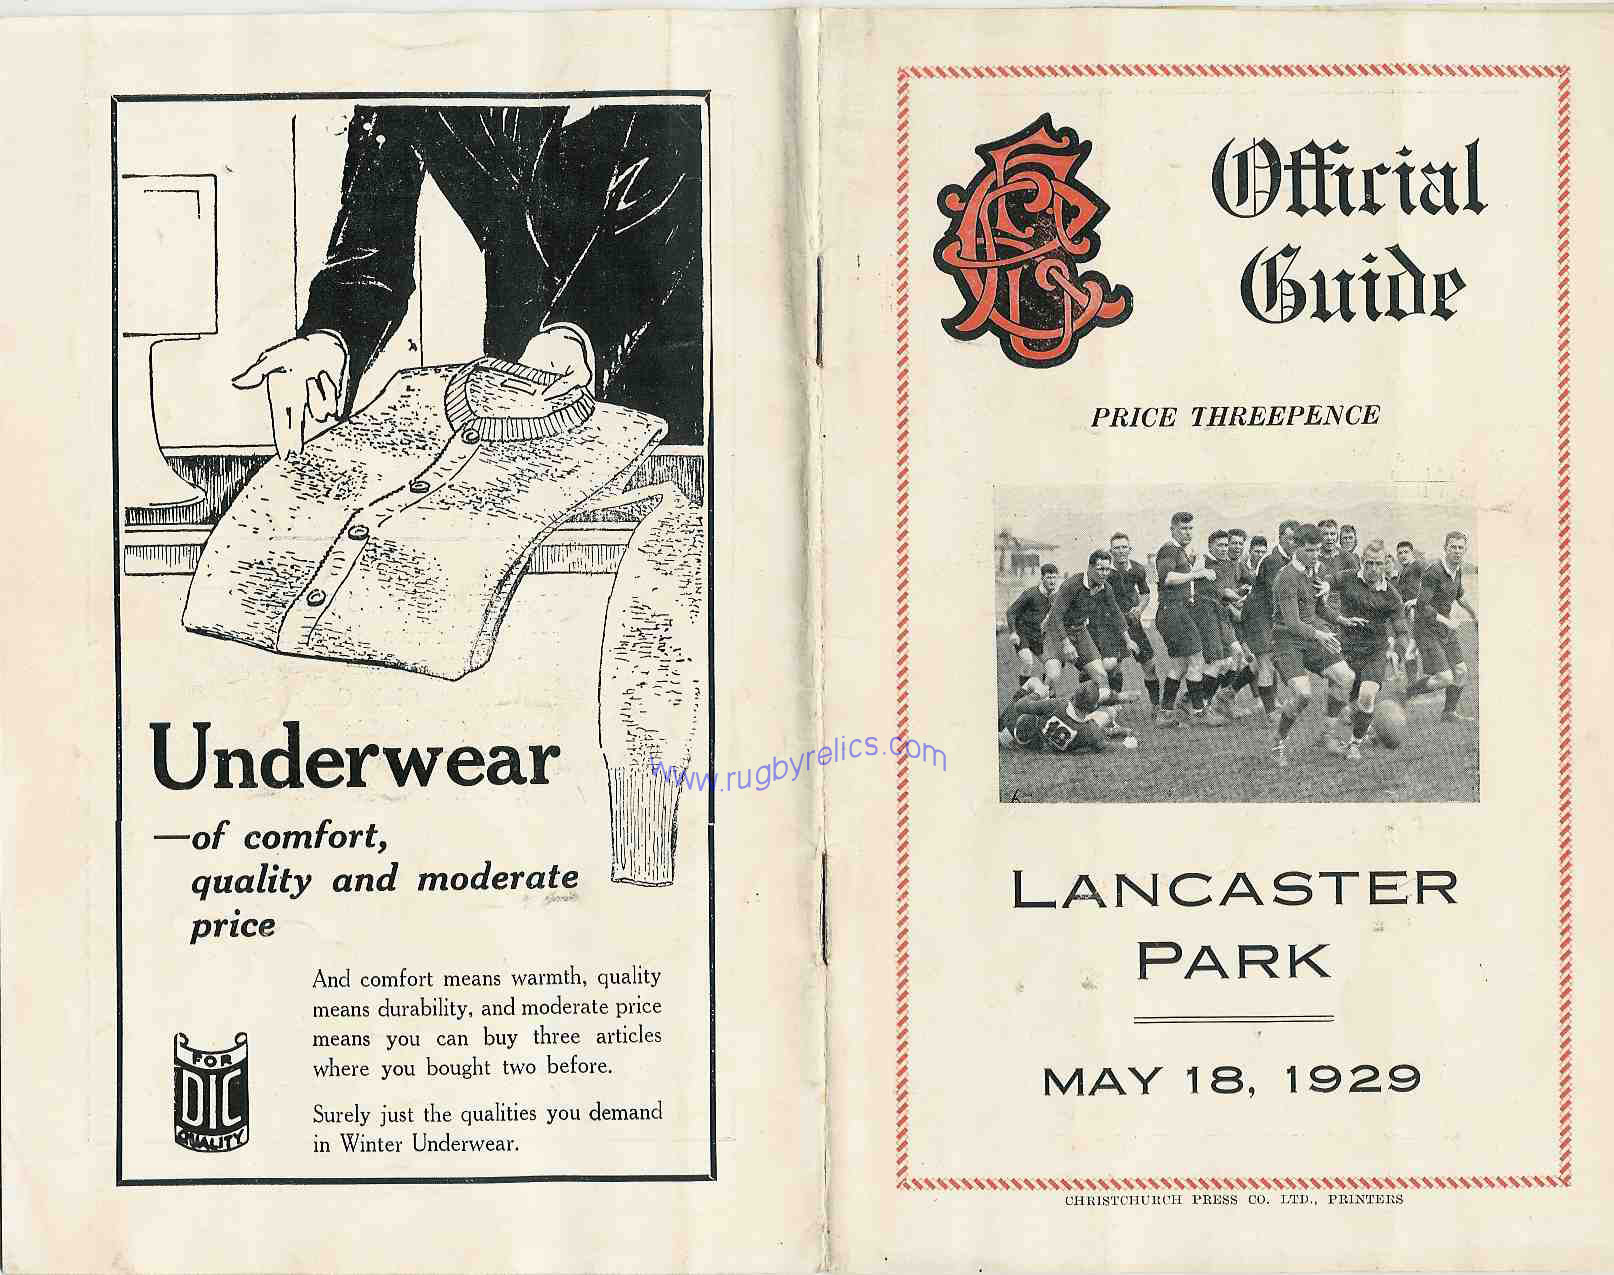 Underwear
—of comfort,
quality and moderate
price
And comfort means warmth, quality
means durability, and moderate price
means you can buy three articles
where you bought two before.
Surely just the qualities you demand
in Winter Underwear.
FOR
DIC
QUALITY
www.rugbyrelics.com
Official
Guide
PRICE THREEPENCE
LANCASTER
PARK
MAY 18, 1929
CHRISTCHURCH PRESS CO. LTD., PRINTERS